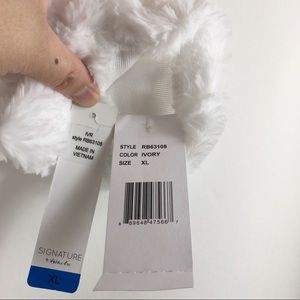 IVR
style RB63108
MADE IN
VIETNAM
SIGNATURE
XL
STYLE RB63108
COLOR IVORY
SIZE XL